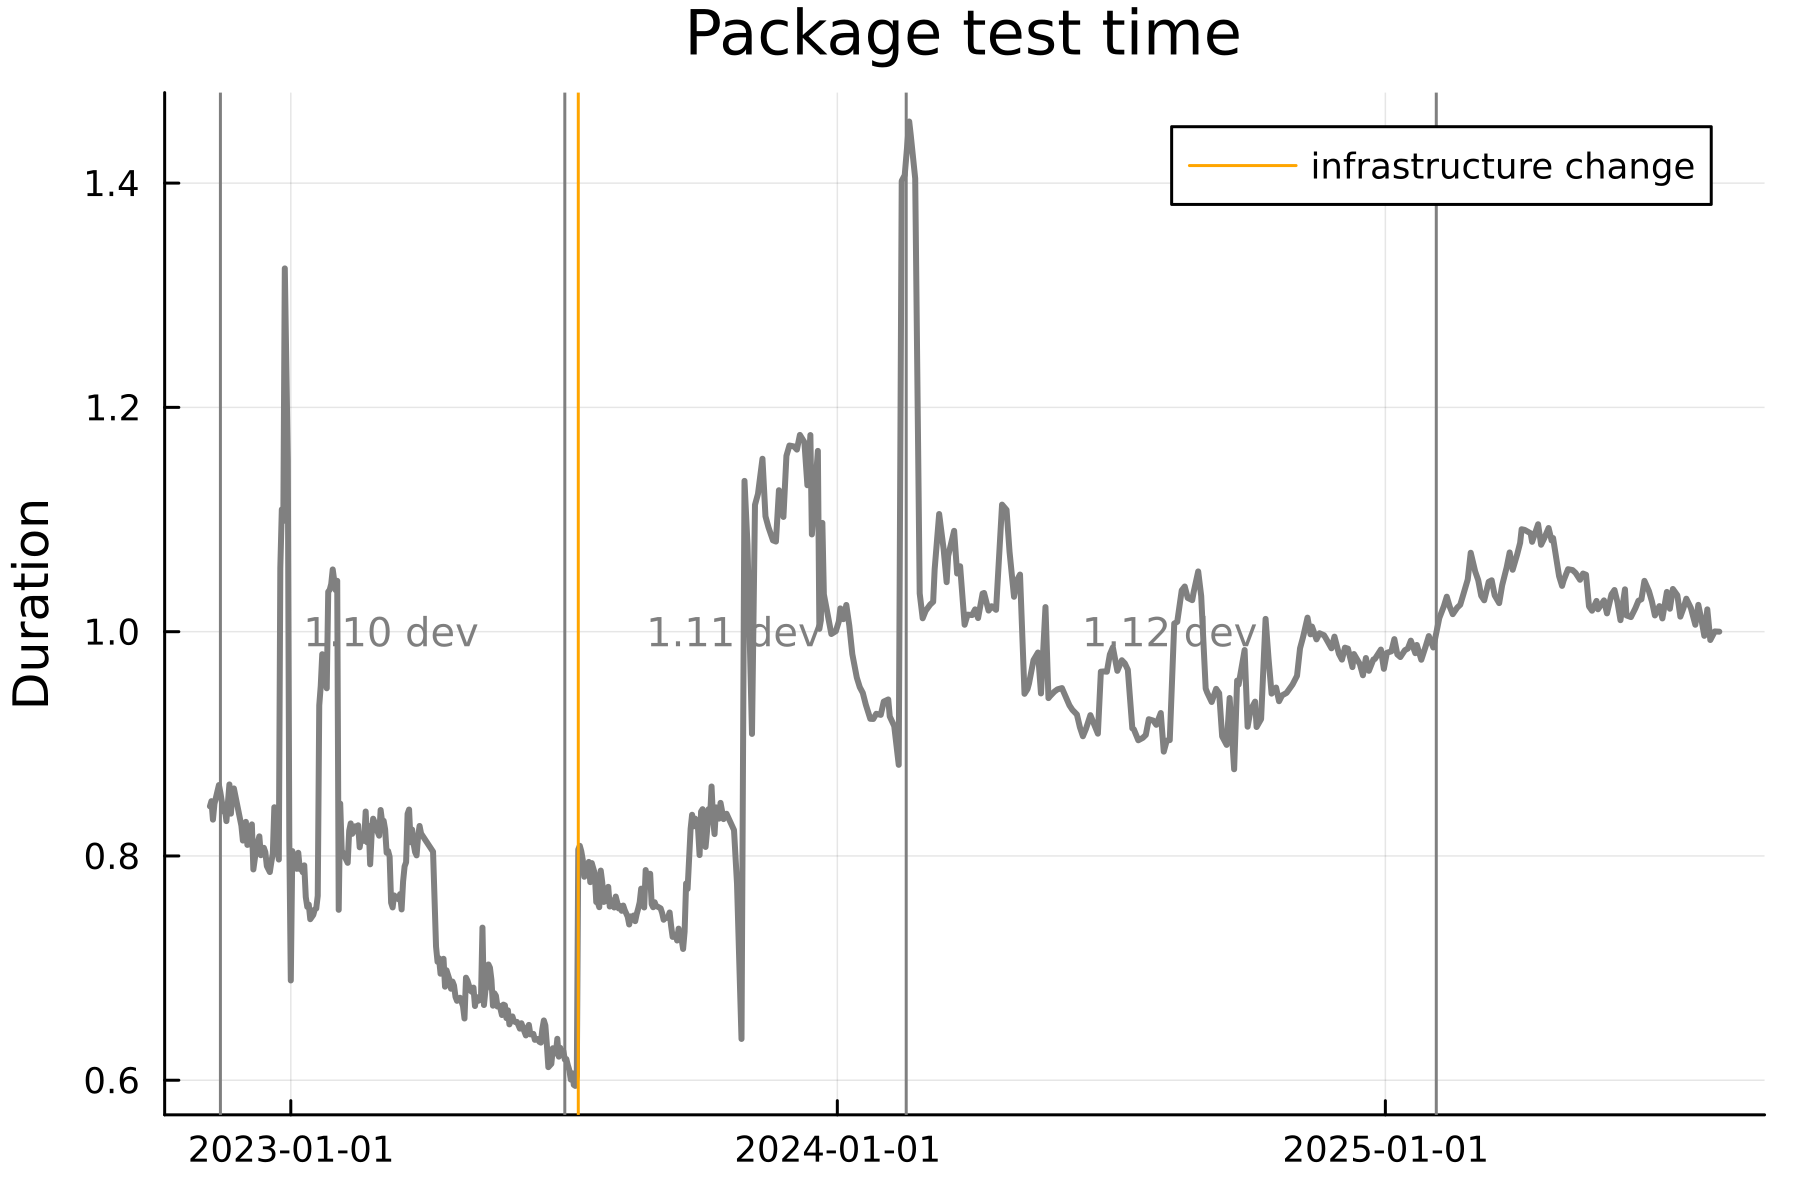 Package test time
infrastructure change
Duration
1.4
1.2
1.0
0.8
0.6
1.10 dev
1.11 dev
1.12 dev
2023-01-01
2024-01-01
2025-01-01